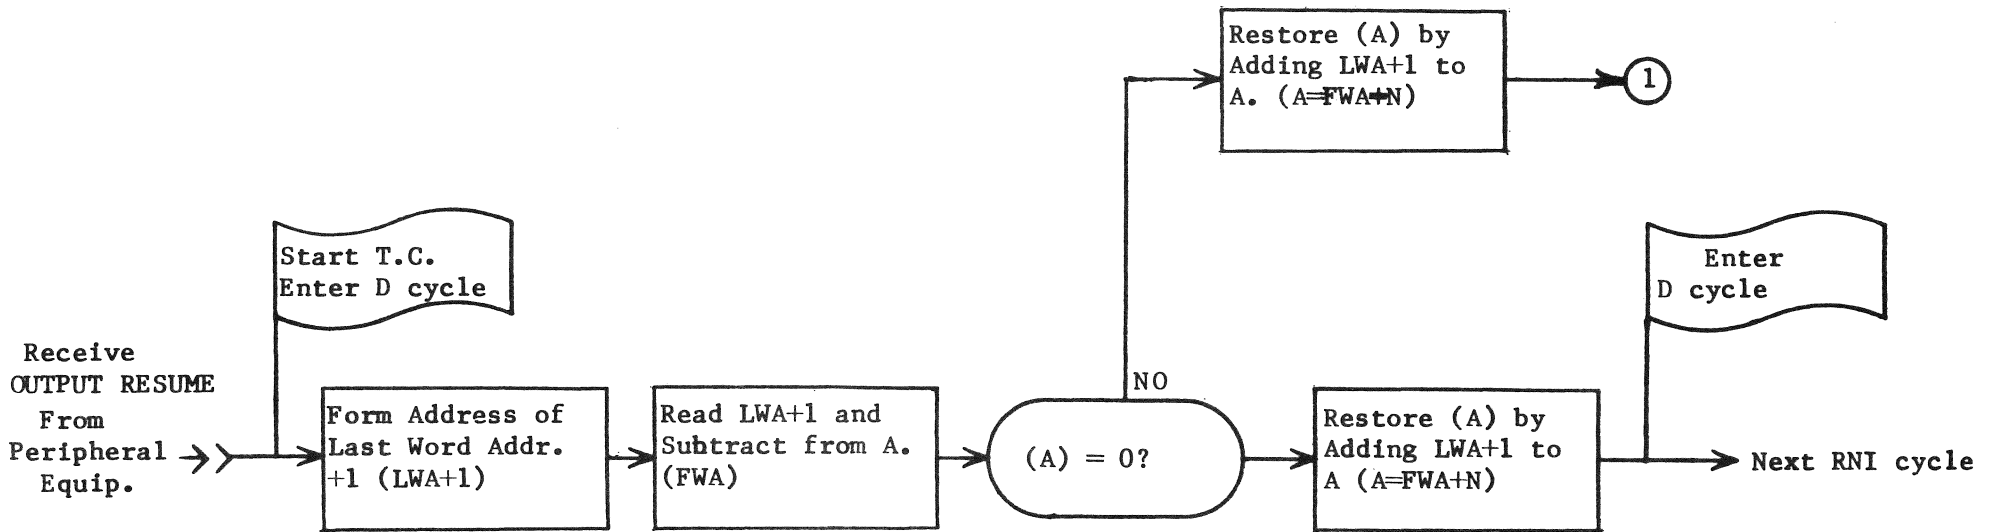 Restore (A) by
Adding LWA+1 to
A. (A=FWA+N)
1
Start T.C.
Enter D cycle
Enter
D cycle
Receive
OUTPUT RESUME
From
Peripheral
Equip.
Form Address of
Last Word Addr.
+1 (LWA+1)
Read LWA+1 and
Subtract from A.
(FWA)
NO
(A) = 0?
Restore (A) by
Adding LWA+1 to
A (A=FWA+N)
Next RNI cycle